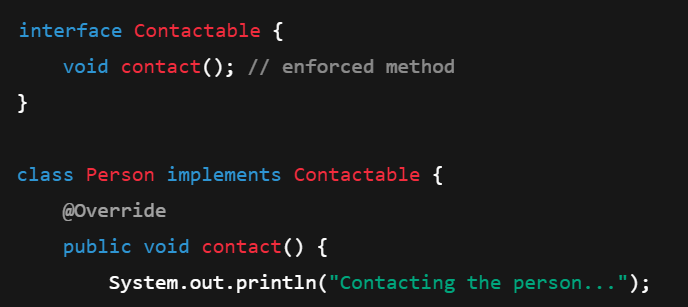 interface Contactable {
    void contact(); // enforced method
}

class Person implements Contactable {
    @Override
    public void contact() {
        System.out.println("Contacting the person...");